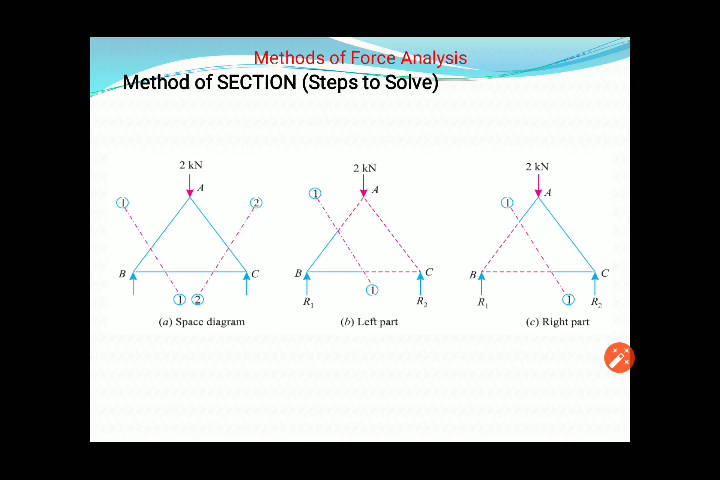 Methods of Force Analysis
Method of SECTION (Steps to Solve)
2 kN
A
1
2
B
C
1
2
(a) Space diagram
2 kN
A
1
B
C
1
R1
R2
(b) Left part
2 kN
A
1
B
C
1
R1
R2
(c) Right part